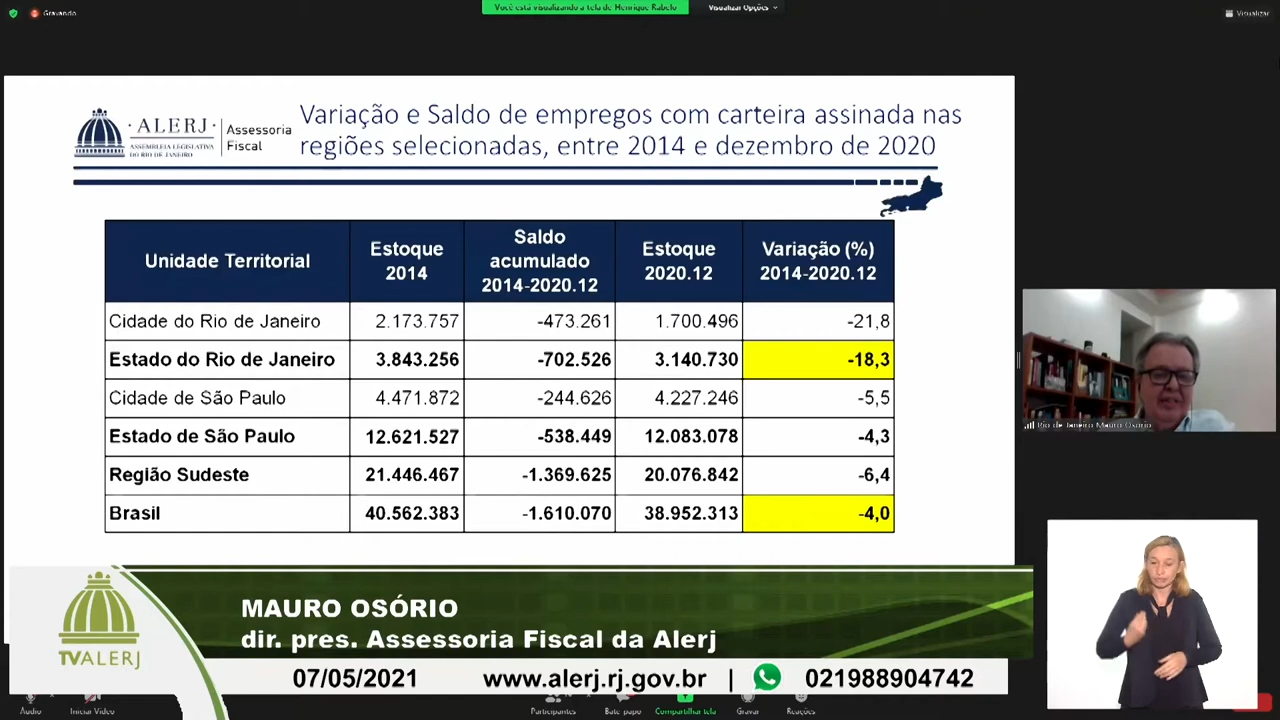 Gravando
Você está visualizando a tela de Henrique Rabelo
Visualizar Opções
Visualizar
ALERJ
ASSEMBLEIA LEGISLATIVA
DO RIO DE JANEIRO
Assessoria
Fiscal
Variação e Saldo de empregos com carteira assinada nas
regiões selecionadas, entre 2014 e dezembro de 2020
Unidade Territorial Estoque 2014 Saldo acumulado 2014-2020.12 Estoque 2020.12 Variação (%) 2014-2020.12
Cidade do Rio de Janeiro 2.173.757 -473.261 1.700.496 -21,8
Estado do Rio de Janeiro 3.843.256 -702.526 3.140.730 -18,3
Cidade de São Paulo 4.471.872 -244.626 4.227.246 -5,5
Estado de São Paulo 12.621.527 -538.449 12.083.078 -4,3
Região Sudeste 21.446.467 -1.369.625 20.076.842 -6,4
Brasil 40.562.383 -1.610.070 38.952.313 -4,0
Rio de Janeiro Mauro Osorio
TVALERJ
MAURO OSÓRIO
dir. pres. Assessoria Fiscal da Alerj
07/05/2021 www.alerj.rj.gov.br | 021988904742
Áudio Iniciar Vídeo Participantes Bate-papo Compartilhar tela Gravar Reações